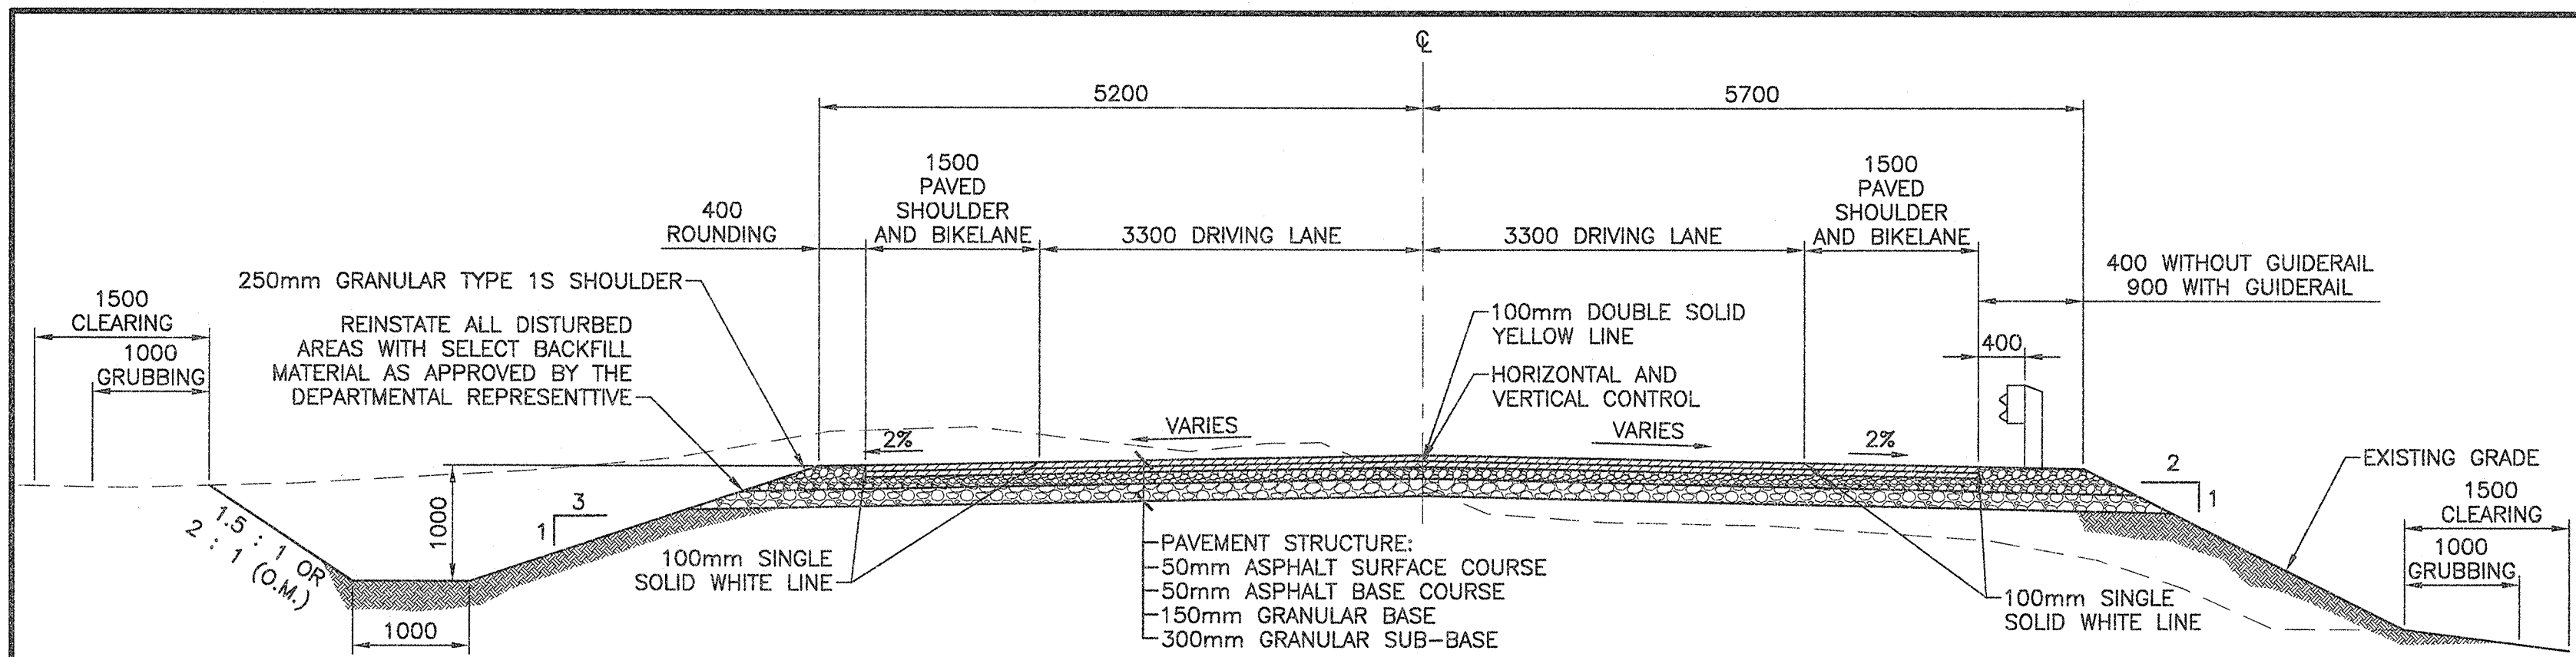 ℄
5200
5700
1500
PAVED
SHOULDER
AND BIKELANE
1500
PAVED
SHOULDER
AND BIKELANE
400
ROUNDING
3300 DRIVING LANE
3300 DRIVING LANE
400 WITHOUT GUIDERAIL
900 WITH GUIDERAIL
250mm GRANULAR TYPE 1S SHOULDER
1500
CLEARING
1000
GRUBBING
REINSTATE ALL DISTURBED
AREAS WITH SELECT BACKFILL
MATERIAL AS APPROVED BY THE
DEPARTMENTAL REPRESENTTIVE
100mm DOUBLE SOLID
YELLOW LINE
HORIZONTAL AND
VERTICAL CONTROL
400
2%
VARIES
VARIES
2%
2
1
EXISTING GRADE
1500
CLEARING
1000
GRUBBING
1.5 : 1 OR
2 : 1 (O.M.)
1000
3
1
1000
100mm SINGLE
SOLID WHITE LINE
PAVEMENT STRUCTURE:
50mm ASPHALT SURFACE COURSE
50mm ASPHALT BASE COURSE
150mm GRANULAR BASE
300mm GRANULAR SUB-BASE
100mm SINGLE
SOLID WHITE LINE